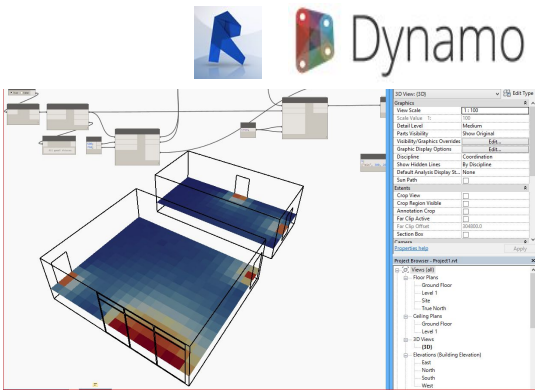 Dynamo
3D View: {3D}
Edit Type
Graphics
View Scale 1 : 100
Scale Value 1: 100
Detail Level Medium
Parts Visibility Show Original
Visibility/Graphics Overrides Edit...
Graphic Display Options Edit...
Discipline Coordination
Show Hidden Lines By Discipline
Default Analysis Display St... None
Sun Path
Extents
Crop View
Crop Region Visible
Annotation Crop
Far Clip Active
Far Clip Offset 304800.0
Section Box
Camera
Properties help
Apply
Project Browser - Project1.rvt
Views (all)
Floor Plans
Ground Floor
Level 1
Site
True North
Ceiling Plans
Ground Floor
Level 1
3D Views
{3D}
Elevations (Building Elevation)
East
North
South
West